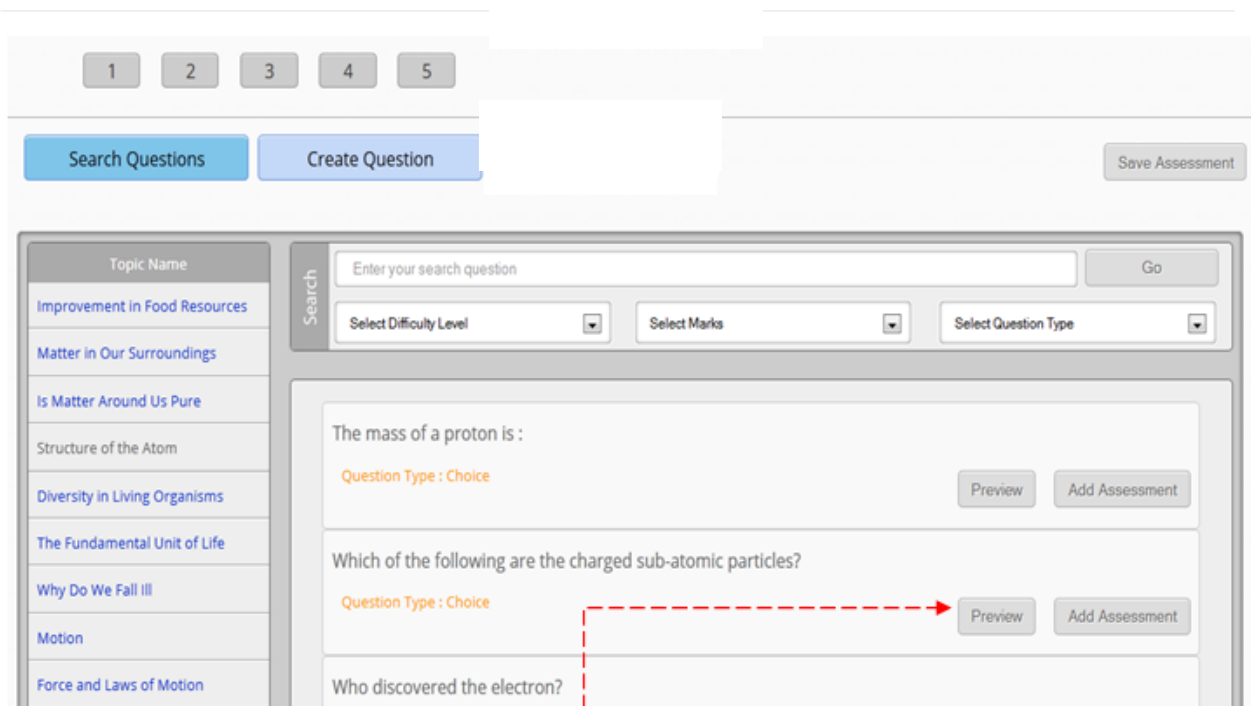 1 2 3 4 5
Search Questions Create Question Save Assessment
Topic Name
Improvement in Food Resources
Matter in Our Surroundings
Is Matter Around Us Pure
Structure of the Atom
Diversity in Living Organisms
The Fundamental Unit of Life
Why Do We Fall Ill
Motion
Force and Laws of Motion
Search
Enter your search question Go
Select Difficulty Level Select Marks Select Question Type
The mass of a proton is :
Question Type : Choice
Preview Add Assessment
Which of the following are the charged sub-atomic particles?
Question Type : Choice
Preview Add Assessment
Who discovered the electron?